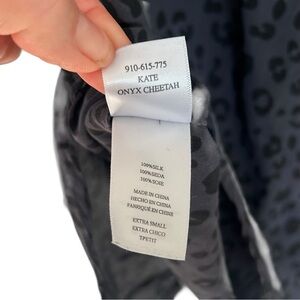 910-615-775
KATE
ONYX CHEETAH
100%SILK
100%SEDA
100%SOIE
MADE IN CHINA
HECHO EN CHINA
FABRIQUÉ EN CHINE
EXTRA SMALL
EXTRA CHICO
TPETIT